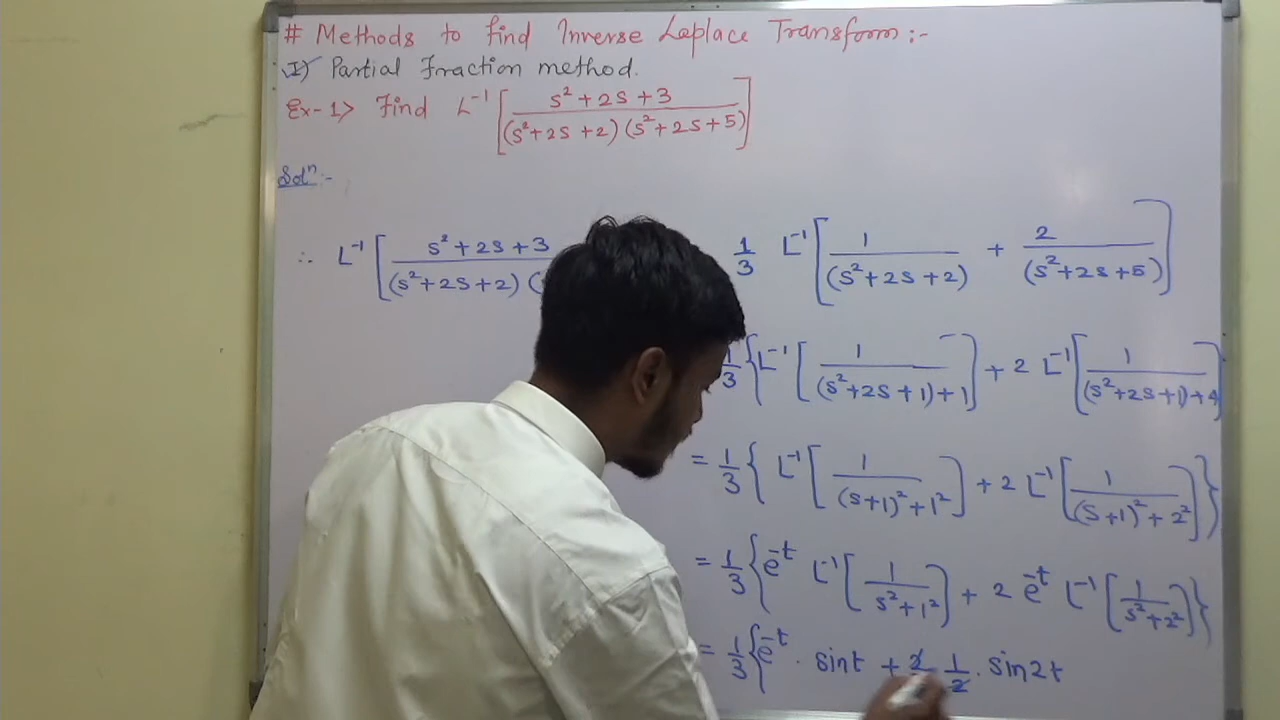 # Methods to find Inverse Laplace Transform :-
I) Partial Fraction method.
Ex-1> Find L⁻¹ [ s² + 2s + 3 / (s² + 2s + 2) (s² + 2s + 5) ]
Solⁿ :-
∴ L⁻¹ [ s² + 2s + 3 / (s² + 2s + 2) ( 1/3 L⁻¹ [ 1 / (s² + 2s + 2) + 2 / (s² + 2s + 5) ]
1/3 { L⁻¹ [ 1 / (s² + 2s + 1) + 1 ] + 2 L⁻¹ [ 1 / (s² + 2s + 1) + 4 ]
= 1/3 { L⁻¹ [ 1 / (s+1)² + 1² ] + 2 L⁻¹ [ 1 / (s+1)² + 2² ] }
= 1/3 { e⁻ᵗ L⁻¹ [ 1 / s² + 1² ] + 2 e⁻ᵗ L⁻¹ [ 1 / s² + 2² ] }
= 1/3 { e⁻ᵗ . sin t + 2 1/2 . sin 2t